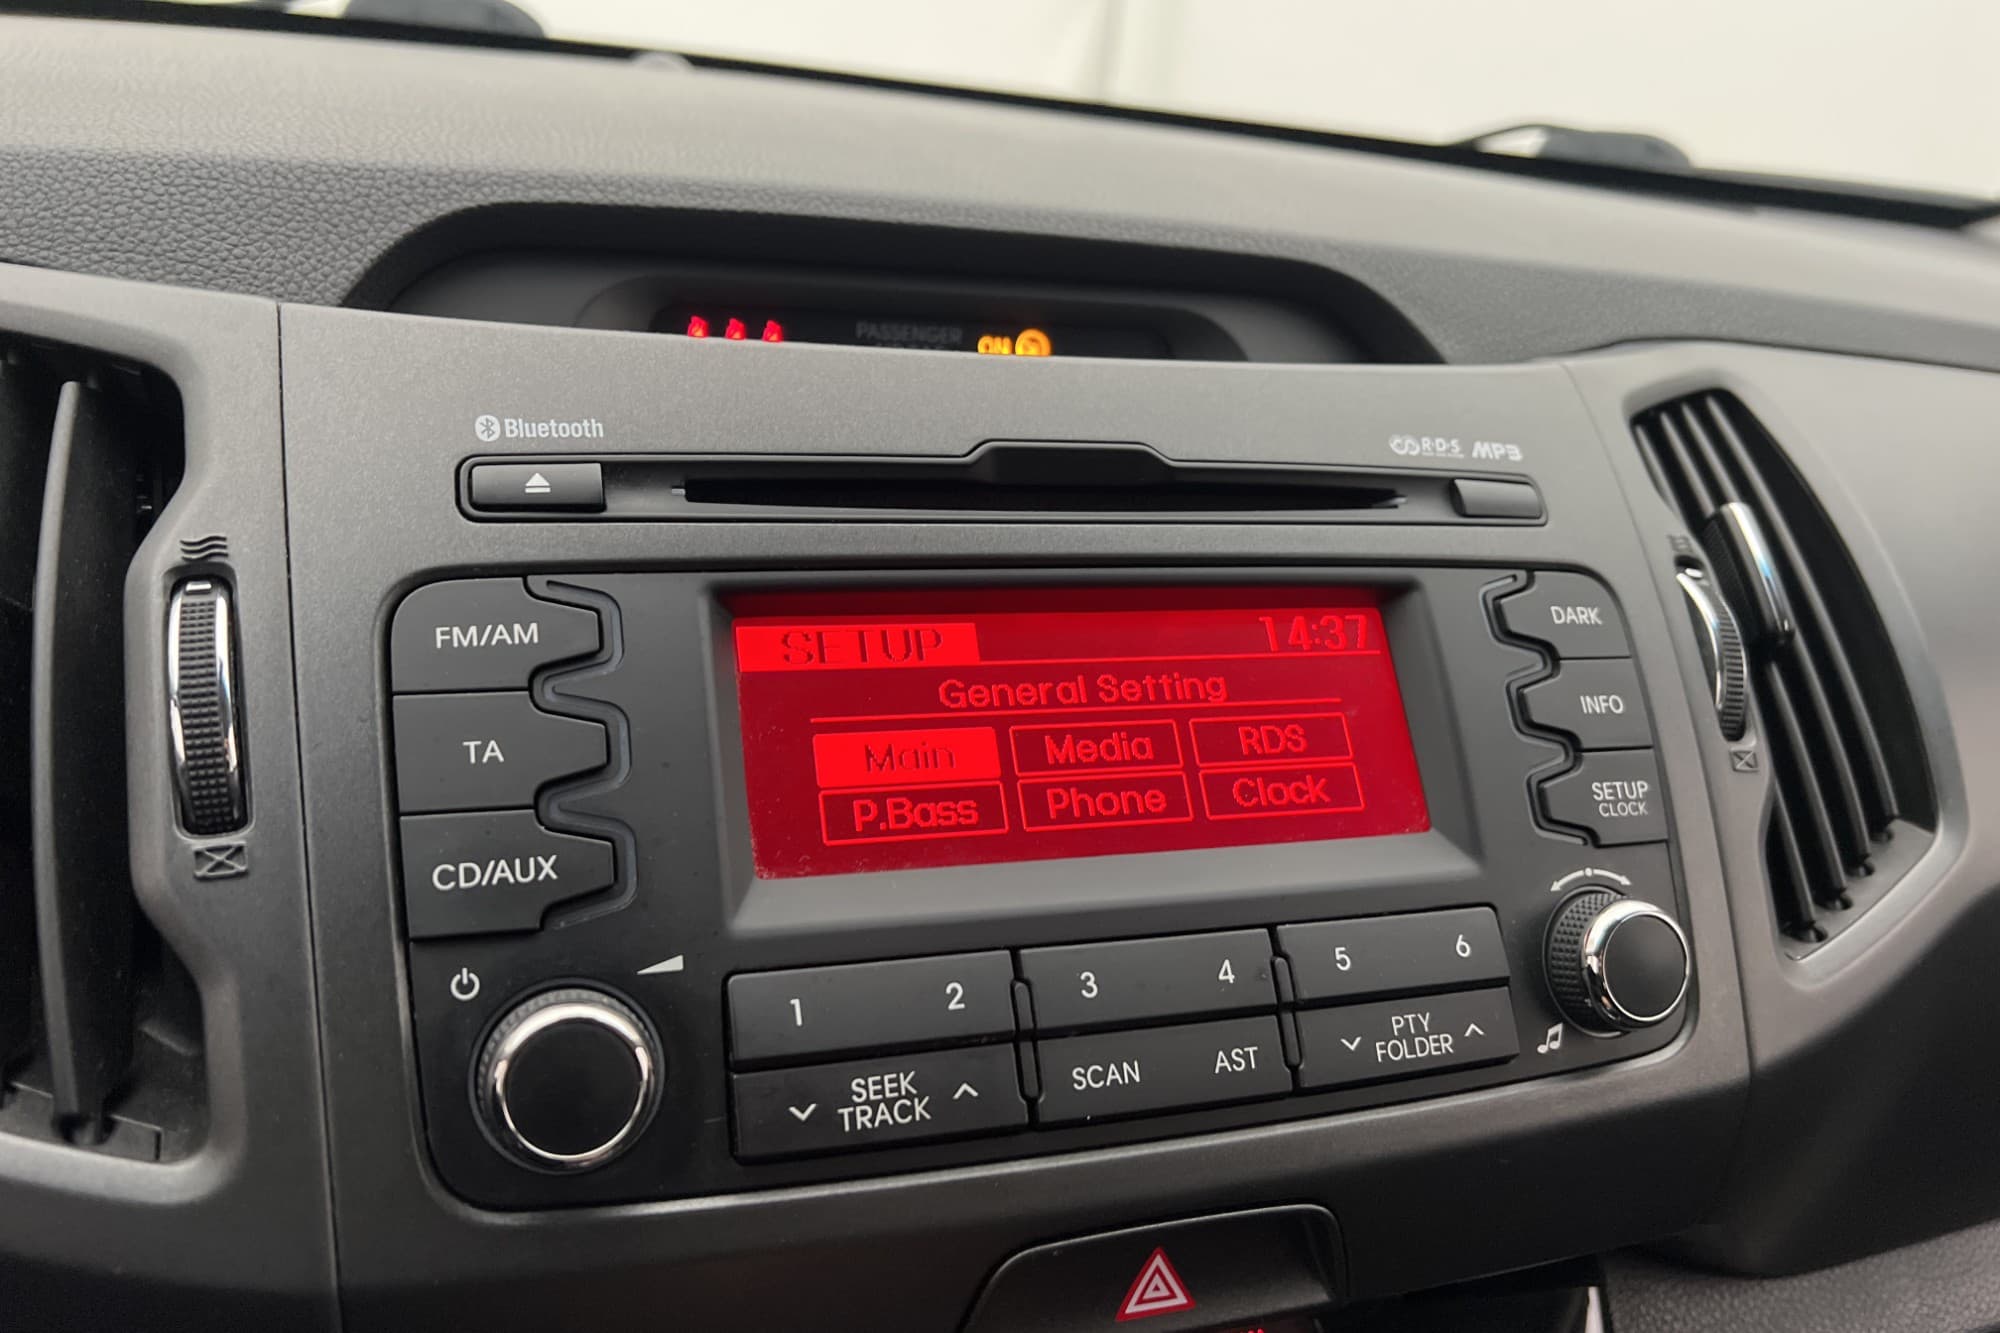 PASSENGER
ON
Bluetooth
R·D·S MP3
FM/AM
TA
CD/AUX
SETUP 14:37
General Setting
Main Media RDS
P.Bass Phone Clock
DARK
INFO
SETUP
CLOCK
1 2 3 4 5 6
SEEK
TRACK
SCAN AST
PTY
FOLDER